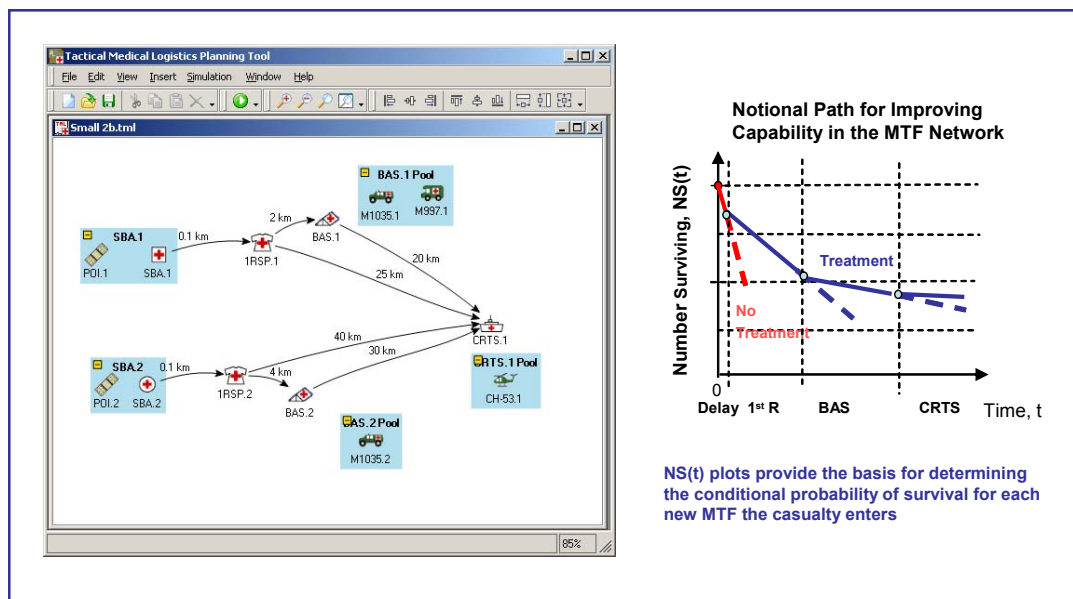 Tactical Medical Logistics Planning Tool
File Edit View Insert Simulation Window Help
Small 2b.tml
BAS.1 Pool
M1035.1 M997.1
SBA.1
POI.1 SBA.1
0.1 km
1RSP.1
2 km
BAS.1
20 km
25 km
CRTS.1
40 km
30 km
SBA.2
POI.2 SBA.2
0.1 km
1RSP.2
4 km
BAS.2
CRTS.1 Pool
CH-53.1
BAS.2 Pool
M1035.2
85%
Notional Path for Improving
Capability in the MTF Network
Number Surviving, NS(t)
Treatment
No
Treatment
0
Delay 1st R BAS CRTS Time, t
NS(t) plots provide the basis for determining
the conditional probability of survival for each
new MTF the casualty enters